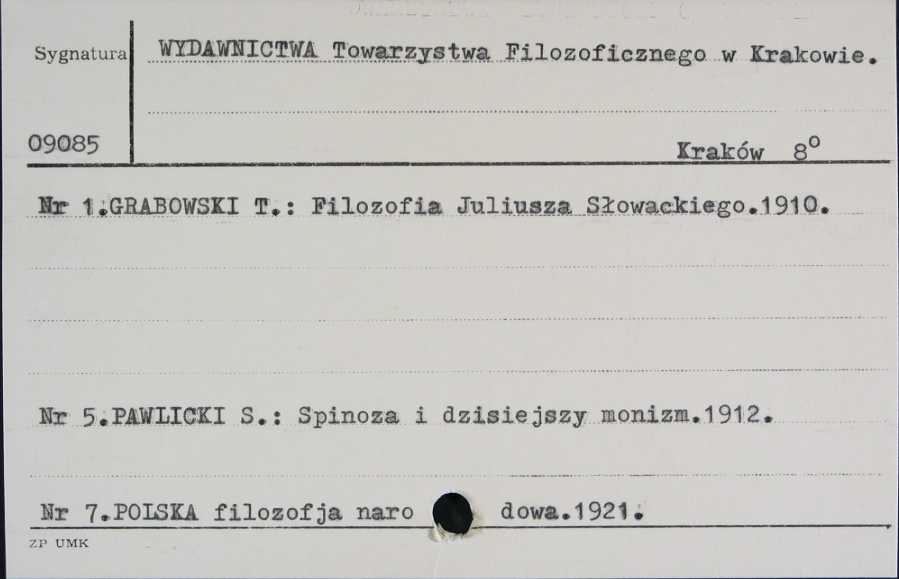 Sygnatura WYDAWNICTWA Towarzystwa Filozoficznego w Krakowie.
09085 Kraków 8°
Nr 1.GRABOWSKI T.: Filozofia Juliusza Słowackiego.1910.
Nr 5.PAWLICKI S.: Spinoza i dzisiejszy monizm.1912.
Nr 7.POLSKA filozofja naro dowa.1921.
ZP UMK